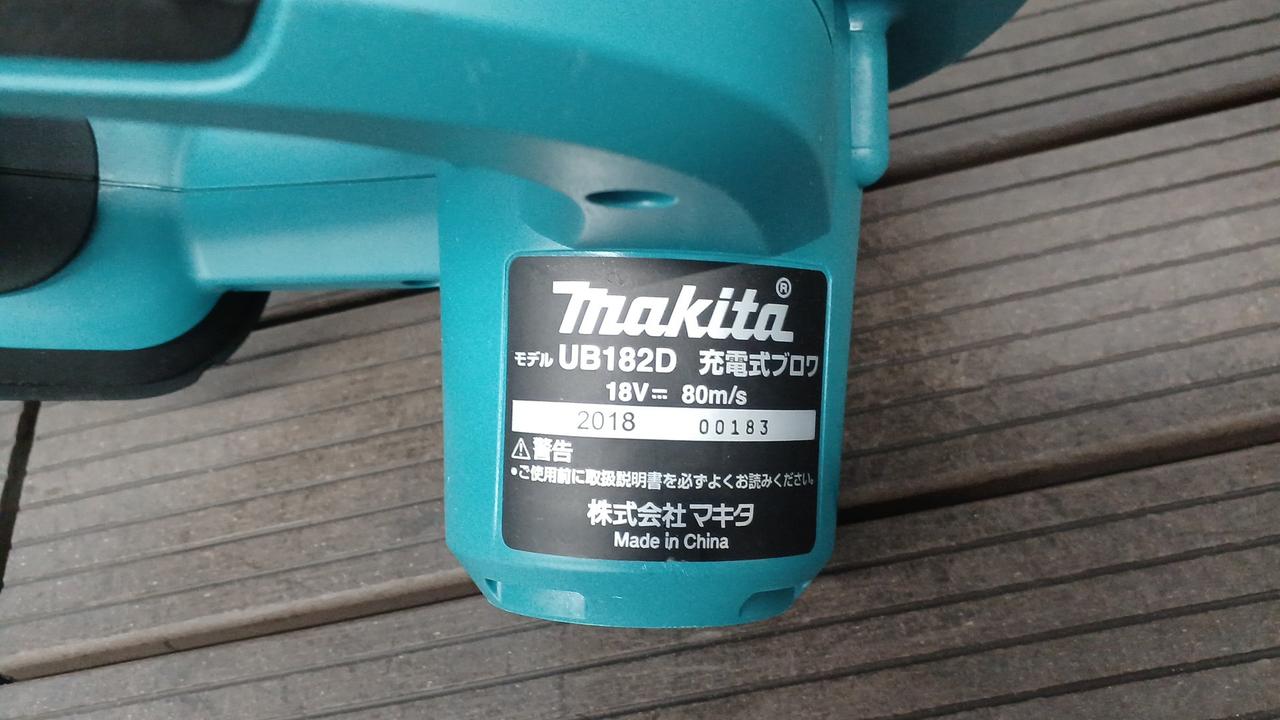 makita®
モデル UB182D 充電式ブロワ
18V⎓ 80m/s
2018 00183
⚠警告
•ご使用前に取扱説明書を必ずよくお読みください。
株式会社マキタ
Made in China